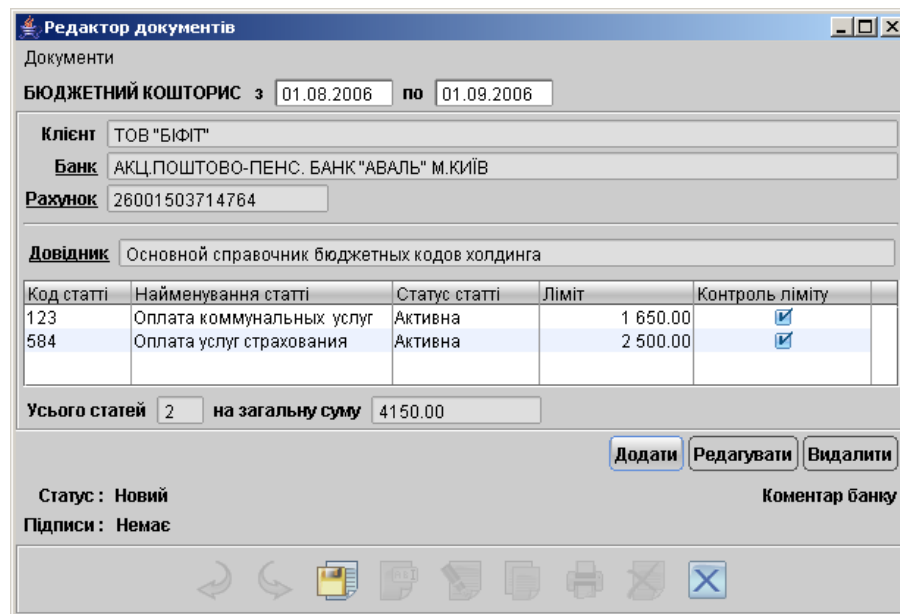 Редактор документів
Документи
БЮДЖЕТНИЙ КОШТОРИС з 01.08.2006 по 01.09.2006
Клієнт ТОВ "БІФІТ"
Банк АКЦ.ПОШТОВО-ПЕНС. БАНК "АВАЛЬ" М.КИЇВ
Рахунок 26001503714764
Довідник Основной справочник бюджетных кодов холдинга
Код статті Найменування статті Статус статті Ліміт Контроль ліміту
123 Оплата коммунальных услуг Активна 1 650.00
584 Оплата услуг страхования Активна 2 500.00
Усього статей 2 на загальну суму 4150.00
Додати Редагувати Видалити
Статус : Новий Коментар банку
Підписи : Немає